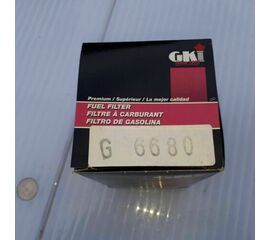 GKI
Premium / Supérieur / La mejor calidad
FUEL FILTER
FILTRE À CARBURANT
FILTRO DE GASOLINA
G 6680